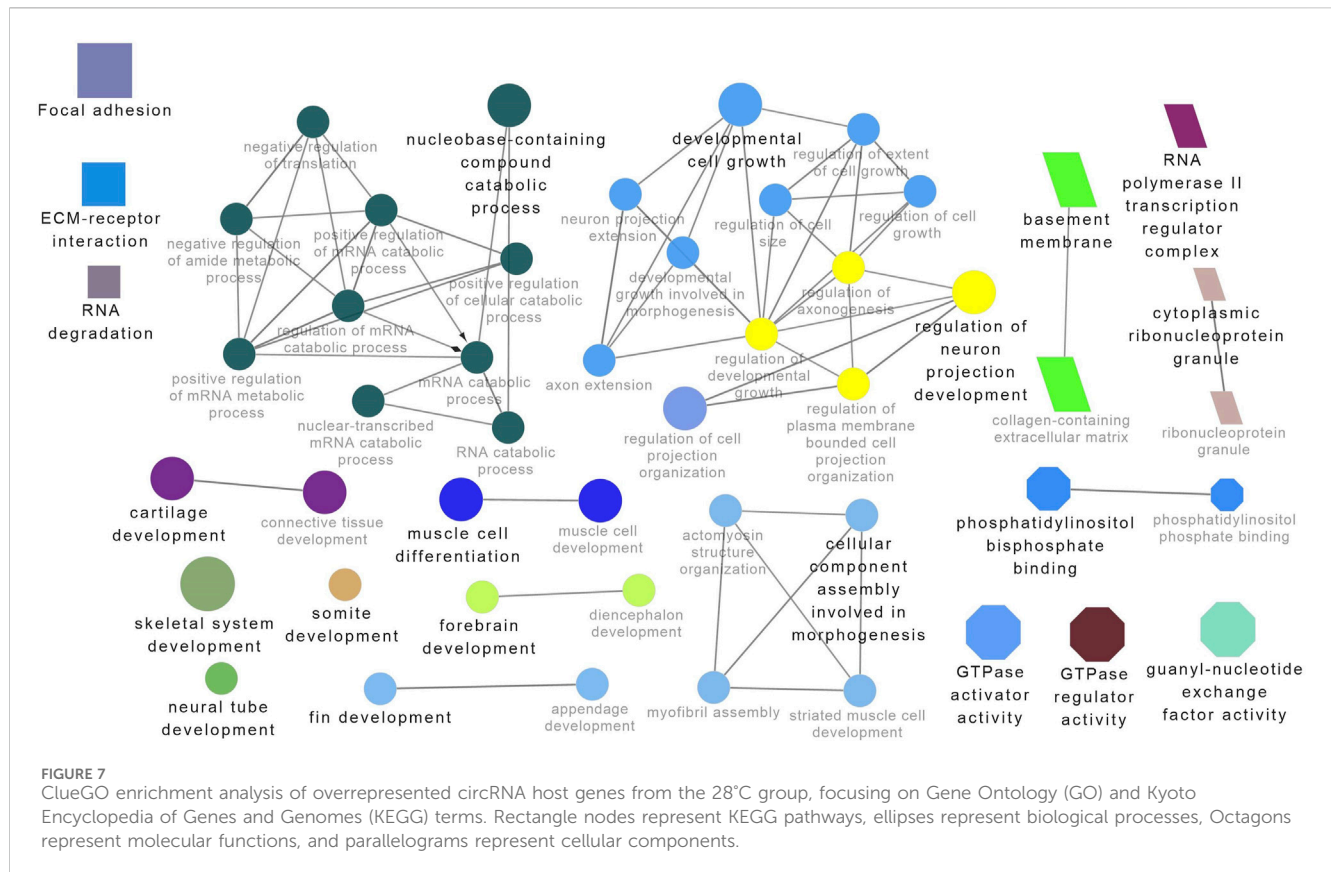 Focal adhesion
ECM-receptor
interaction
RNA
degradation
negative regulation
of translation
nucleobase-containing
compound
catabolic
process
negative regulation
of amide metabolic
process
positive regulation
of mRNA catabolic
process
positive regulation
of cellular catabolic
process
regulation of mRNA
catabolic process
positive regulation
of mRNA metabolic
process
mRNA catabolic
process
nuclear-transcribed
mRNA catabolic
process
RNA catabolic
process
developmental
cell growth
regulation of extent
of cell growth
neuron projection
extension
regulation of cell
size
regulation of cell
growth
developmental
growth involved in
morphogenesis
regulation of
axonogenesis
regulation of
neuron
projection
development
axon extension
regulation of
developmental
growth
regulation of cell
projection
organization
regulation of
plasma membrane
bounded cell
projection
organization
basement
membrane
collagen-containing
extracellular matrix
RNA
polymerase II
transcription
regulator
complex
cytoplasmic
ribonucleoprotein
granule
ribonucleoprotein
granule
cartilage
development
connective tissue
development
muscle cell
differentiation
muscle cell
development
actomyosin
structure
organization
cellular
component
assembly
involved in
morphogenesis
myofibril assembly
striated muscle cell
development
phosphatidylinositol
bisphosphate
binding
phosphatidylinositol
phosphate binding
skeletal system
development
somite
development
forebrain
development
diencephalon
development
neural tube
development
fin development
appendage
development
GTPase
activator
activity
GTPase
regulator
activity
guanyl-nucleotide
exchange
factor activity
FIGURE 7
ClueGO enrichment analysis of overrepresented circRNA host genes from the 28°C group, focusing on Gene Ontology (GO) and Kyoto
Encyclopedia of Genes and Genomes (KEGG) terms. Rectangle nodes represent KEGG pathways, ellipses represent biological processes, Octagons
represent molecular functions, and parallelograms represent cellular components.